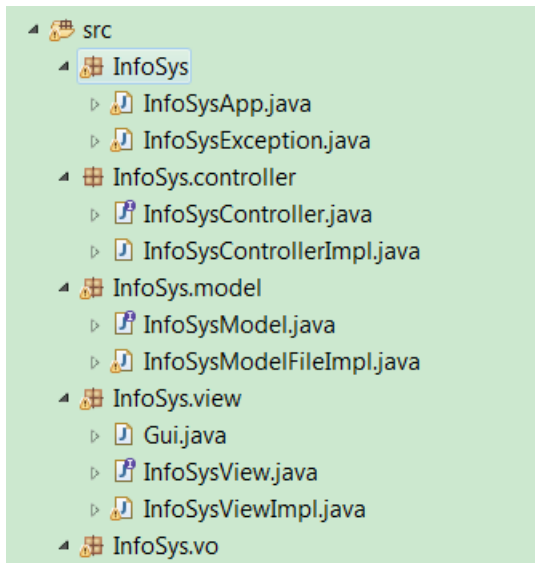 src
InfoSys
InfoSysApp.java
InfoSysException.java
InfoSys.controller
InfoSysController.java
InfoSysControllerImpl.java
InfoSys.model
InfoSysModel.java
InfoSysModelFileImpl.java
InfoSys.view
Gui.java
InfoSysView.java
InfoSysViewImpl.java
InfoSys.vo